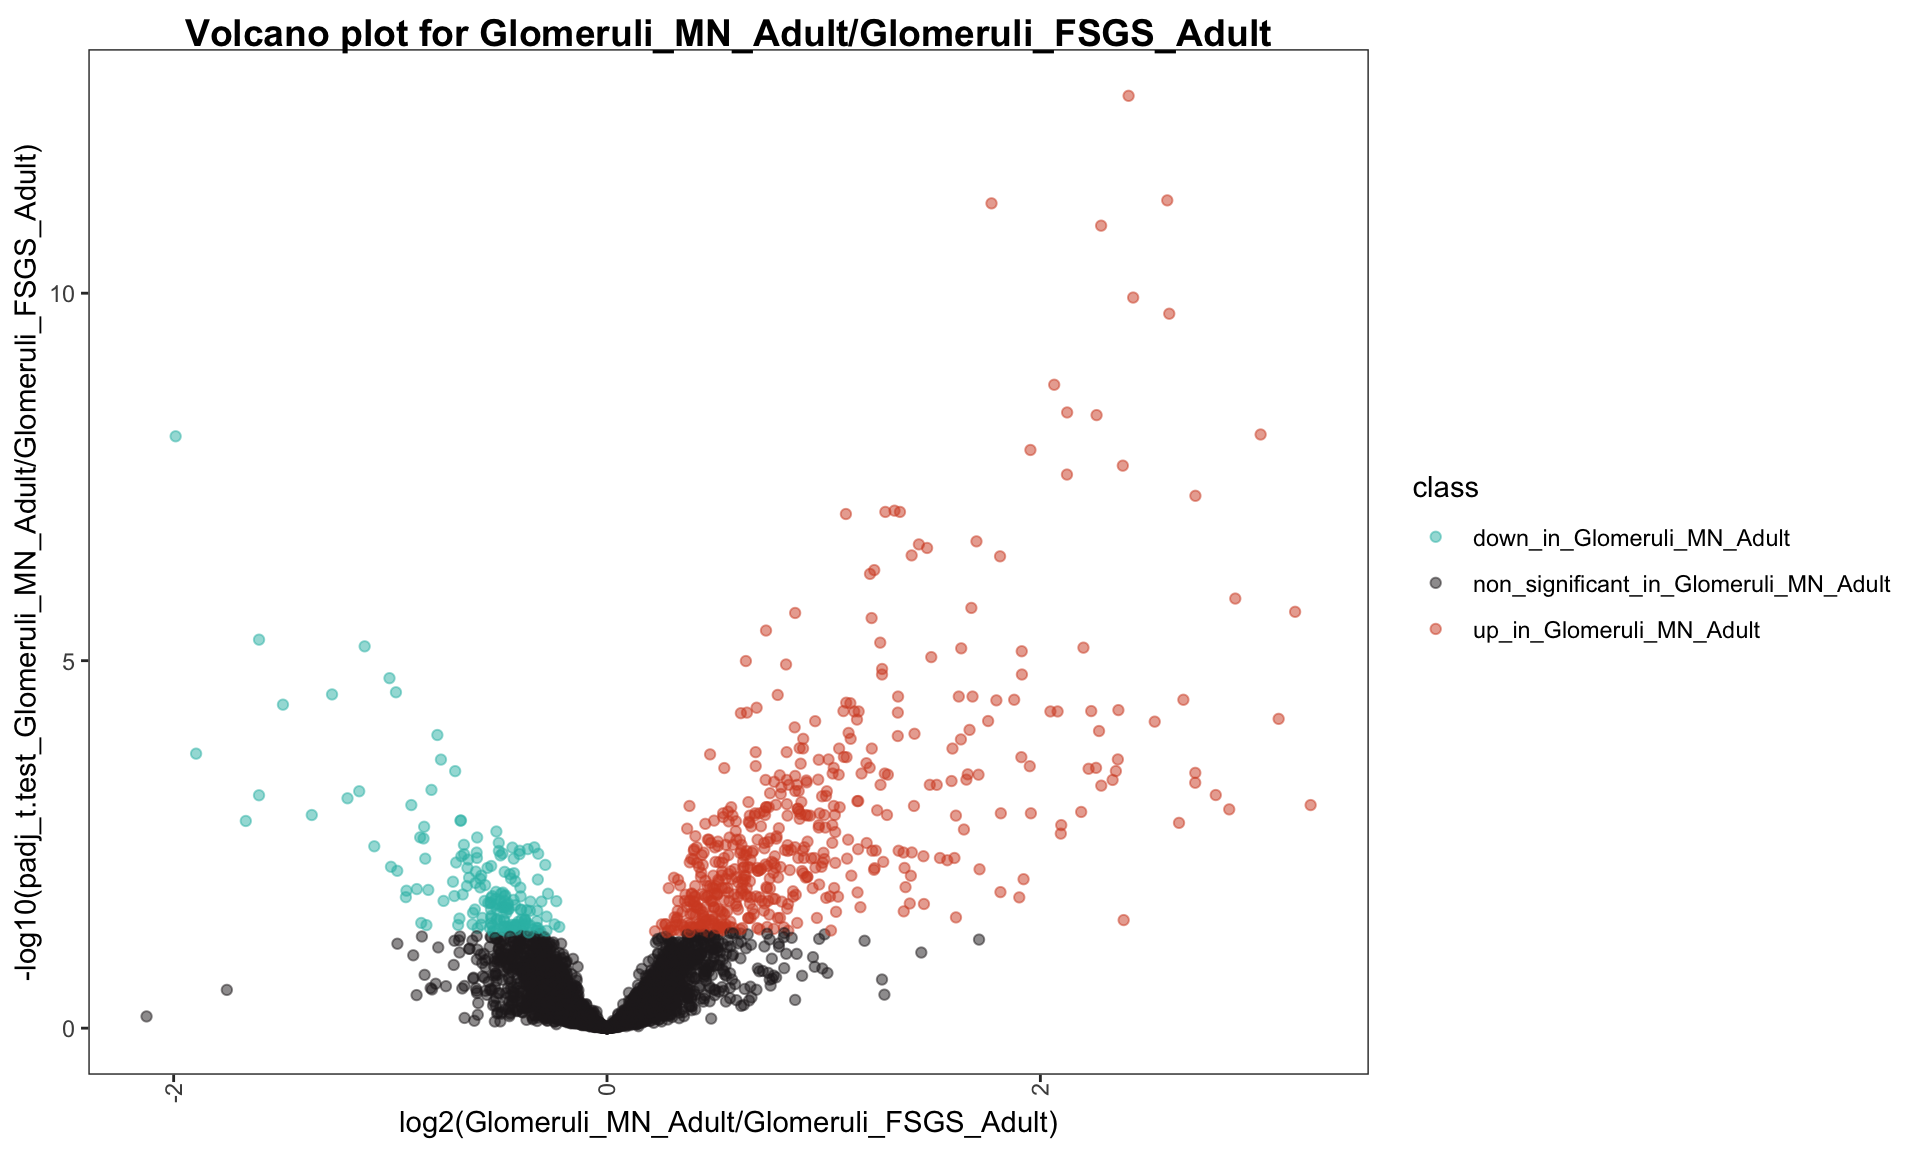 Volcano plot for Glomeruli_MN_Adult/Glomeruli_FSGS_Adult
-log10(padj_t.test_Glomeruli_MN_Adult/Glomeruli_FSGS_Adult)
10
5
0
-2
0
2
log2(Glomeruli_MN_Adult/Glomeruli_FSGS_Adult)
class
down_in_Glomeruli_MN_Adult
non_significant_in_Glomeruli_MN_Adult
up_in_Glomeruli_MN_Adult